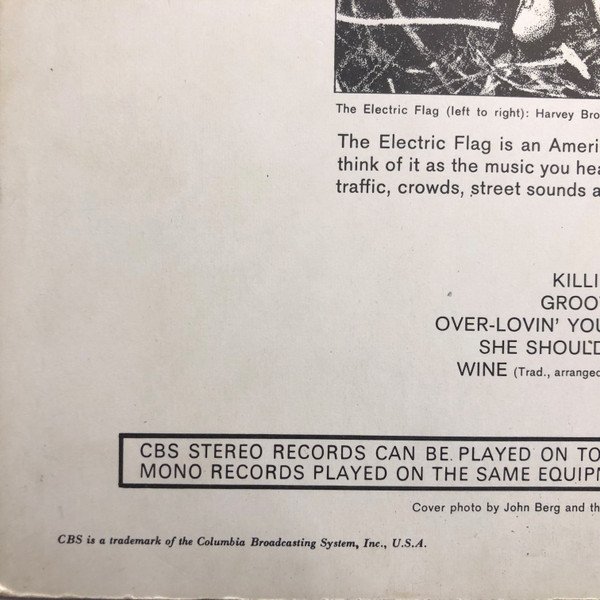 The Electric Flag (left to right): Harvey Bro
The Electric Flag is an Ameri
think of it as the music you hea
traffic, crowds, street sounds a
KILLI
GROO
OVER-LOVIN' YOU
SHE SHOULD
WINE (Trad., arranged
CBS STEREO RECORDS CAN BE PLAYED ON TO
MONO RECORDS PLAYED ON THE SAME EQUIPM
Cover photo by John Berg and th
CBS is a trademark of the Columbia Broadcasting System, Inc., U.S.A.